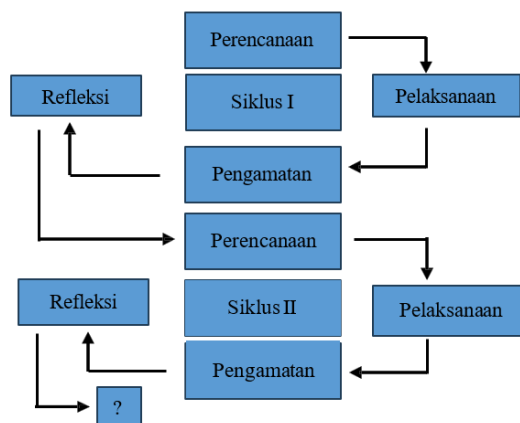 Perencanaan
Refleksi
Siklus I
Pelaksanaan
Pengamatan
Perencanaan
Refleksi
Siklus II
Pelaksanaan
Pengamatan
?